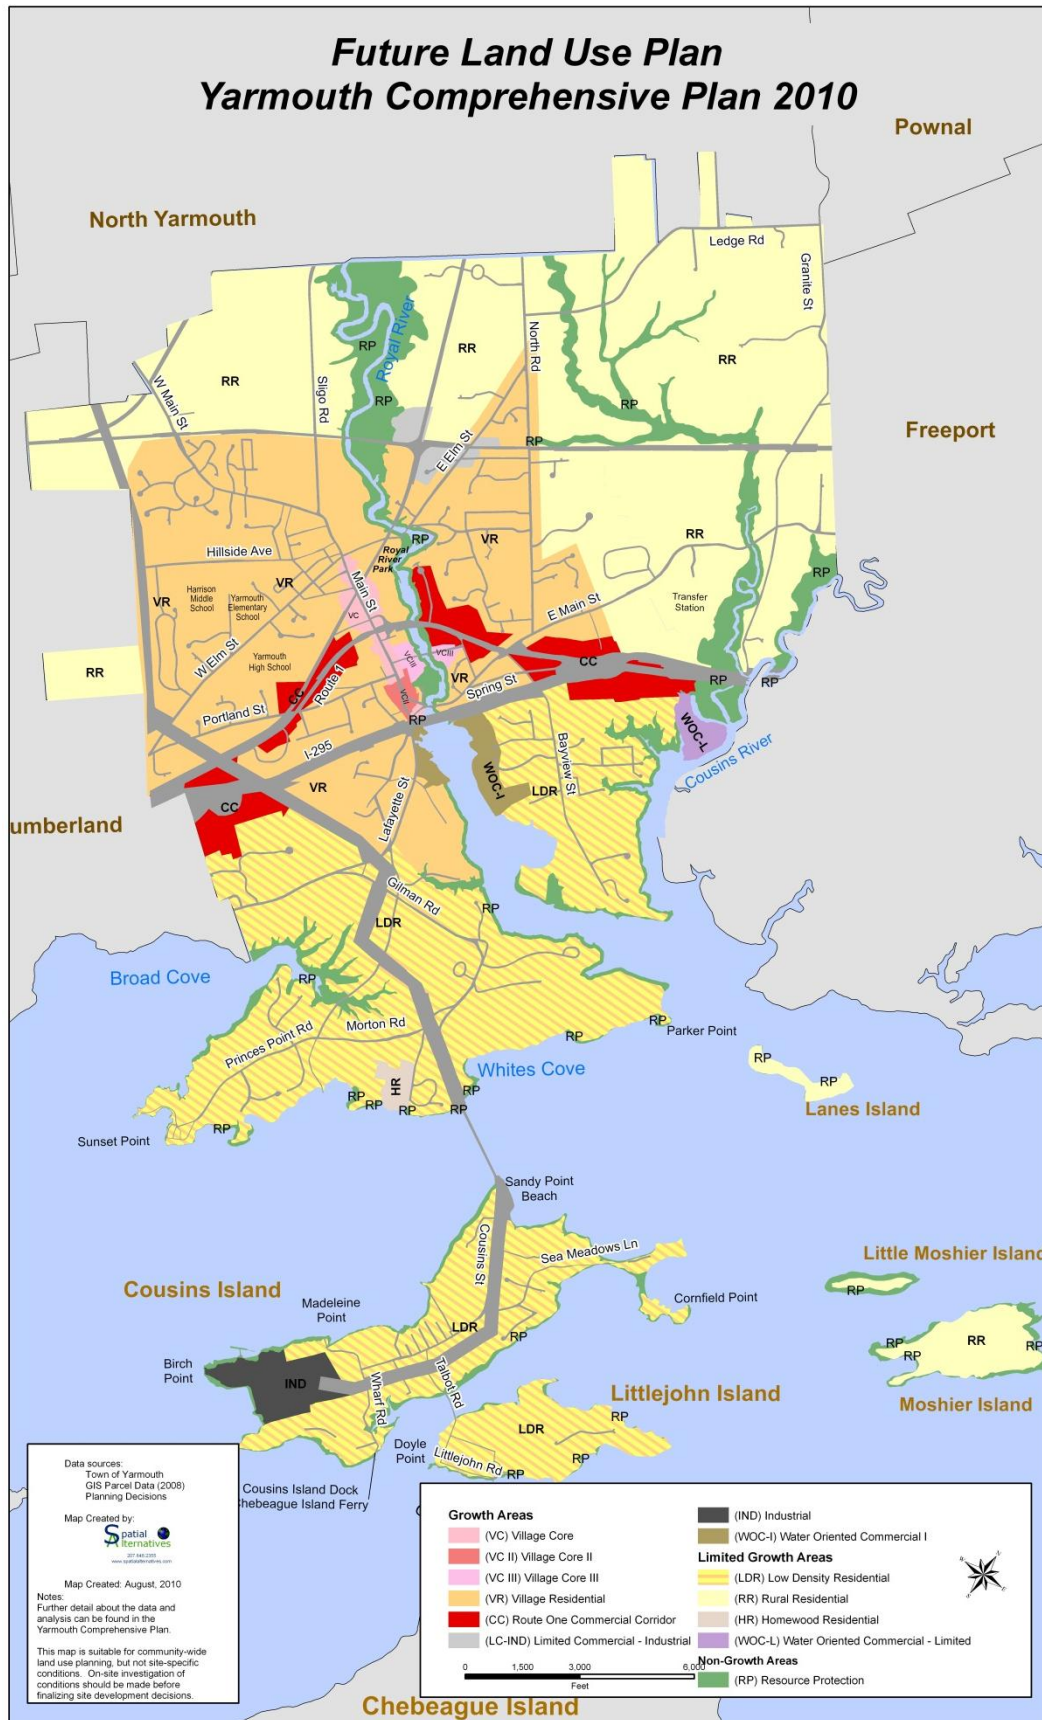 Future Land Use Plan
Yarmouth Comprehensive Plan 2010
Pownal
North Yarmouth
Ledge Rd
Granite St
Royal River
North Rd
RP
RR
RR
RR
Sligo Rd
W Main St
RP
RP
Freeport
E Elm St
RP
RP
VR
RR
Hillside Ave
Royal
River
Park
Main St
VR
VR
Harrison
Middle
School
Yarmouth
Elementary
School
Transfer
Station
E Main St
VC
W Elm St
Yarmouth
High School
VCIII
VCIII
CC
RR
CC
Route 1
VR
Spring St
RP
RP
RP
VCII
Portland St
RP
WOC-L
I-295
Bayview St
Cousins River
WOC-I
LDR
VR
CC
Lafayette St
umberland
Gilman Rd
RP
LDR
Broad Cove
RP
Morton Rd
Princes Point Rd
RP
Parker Point
RP
RP
Whites Cove
HR
RP
RP
RP
RP
RP
RP
Lanes Island
Sunset Point
RP
Sandy Point
Beach
Cousins St
Sea Meadows Ln
Little Moshier Island
Cousins Island
RP
Madeleine
Point
Cornfield Point
LDR
RP
RP
RR
RP
RP
Birch
Point
IND
Talbot Rd
Wharf Rd
Littlejohn Island
Moshier Island
RP
LDR
Doyle
Point
Littlejohn Rd
RP
RP
Cousins Island Dock
Chebeague Island Ferry
Data sources:
Town of Yarmouth
GIS Parcel Data (2008)
Planning Decisions
Map Created by:
Spatial
Alternatives
207.846.2355
www.spatialalternatives.com
Map Created: August, 2010
Notes:
Further detail about the data and
analysis can be found in the
Yarmouth Comprehensive Plan.
This map is suitable for community-wide
land use planning, but not site-specific
conditions. On-site investigation of
conditions should be made before
finalizing site development decisions.
Growth Areas
(VC) Village Core
(VC II) Village Core II
(VC III) Village Core III
(VR) Village Residential
(CC) Route One Commercial Corridor
(LC-IND) Limited Commercial - Industrial
0 1,500 3,000 6,000
Feet
(IND) Industrial
(WOC-I) Water Oriented Commercial I
Limited Growth Areas
(LDR) Low Density Residential
(RR) Rural Residential
(HR) Homewood Residential
(WOC-L) Water Oriented Commercial - Limited
Non-Growth Areas
(RP) Resource Protection
N
E
S
W
Chebeague Island